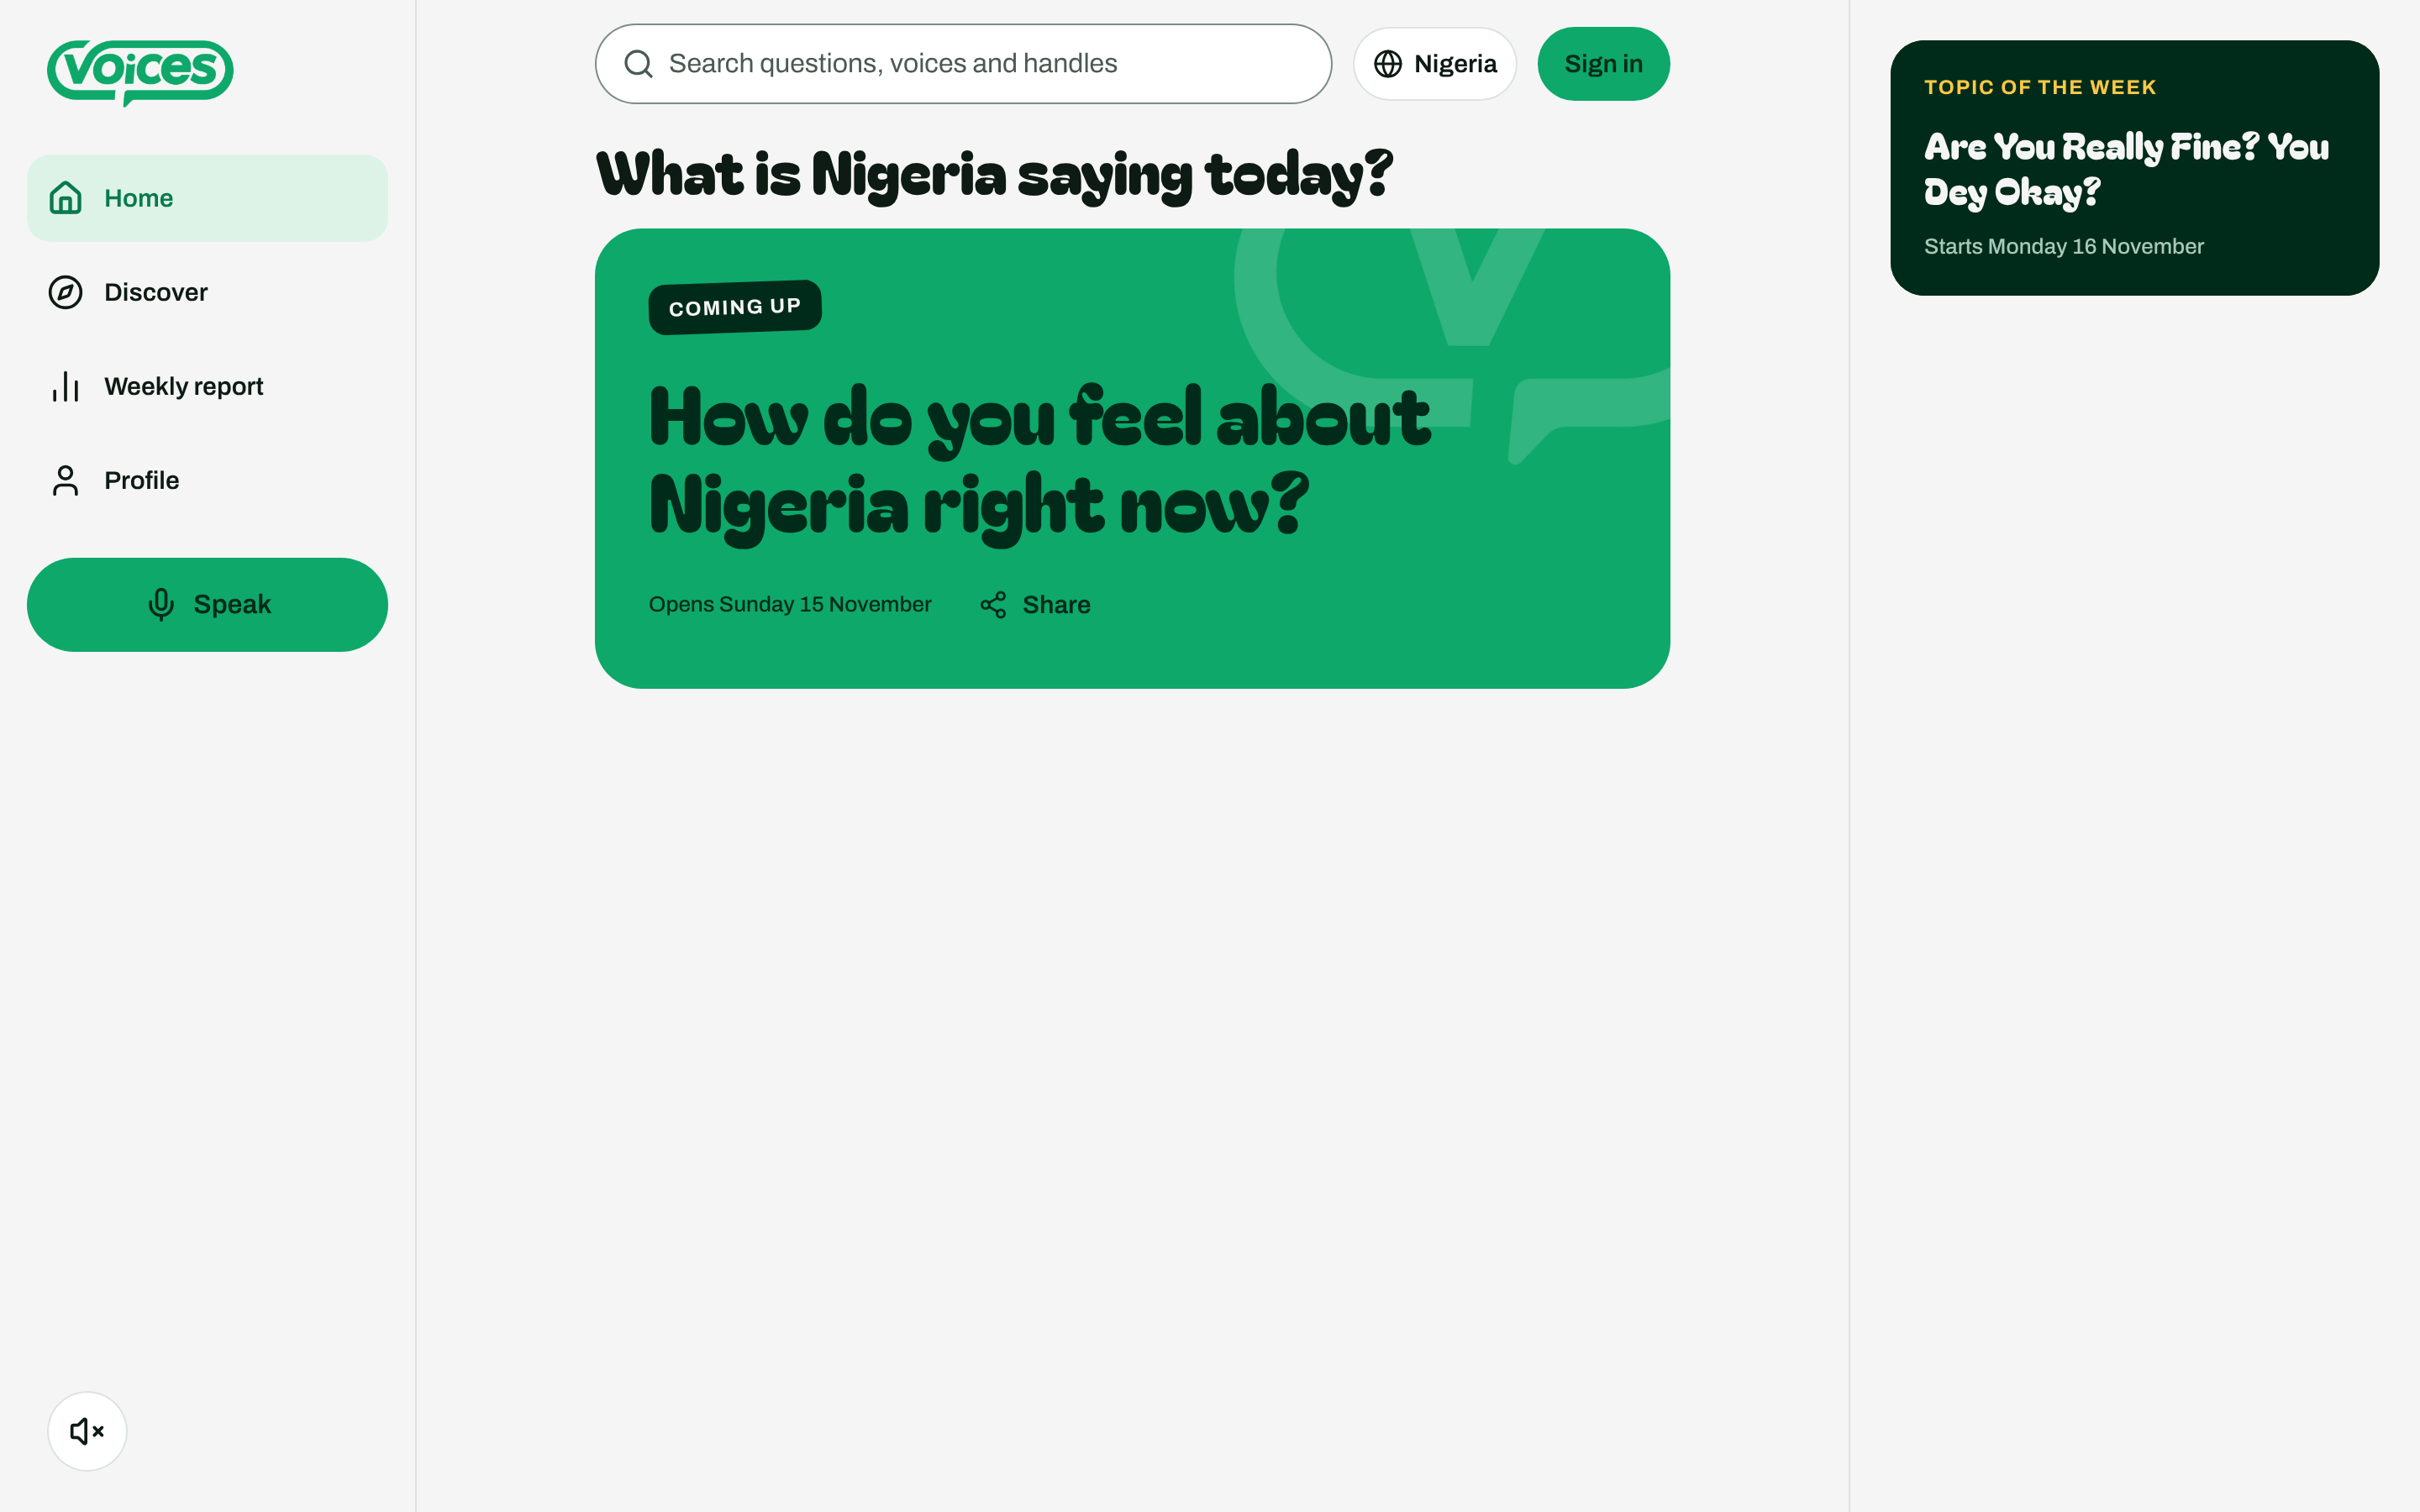 voices
Home
Discover
Weekly report
Profile
Speak
Search questions, voices and handles
Nigeria
Sign in
What is Nigeria saying today?
COMING UP
How do you feel about
Nigeria right now?
Opens Sunday 15 November
Share
TOPIC OF THE WEEK
Are You Really Fine? You
Dey Okay?
Starts Monday 16 November